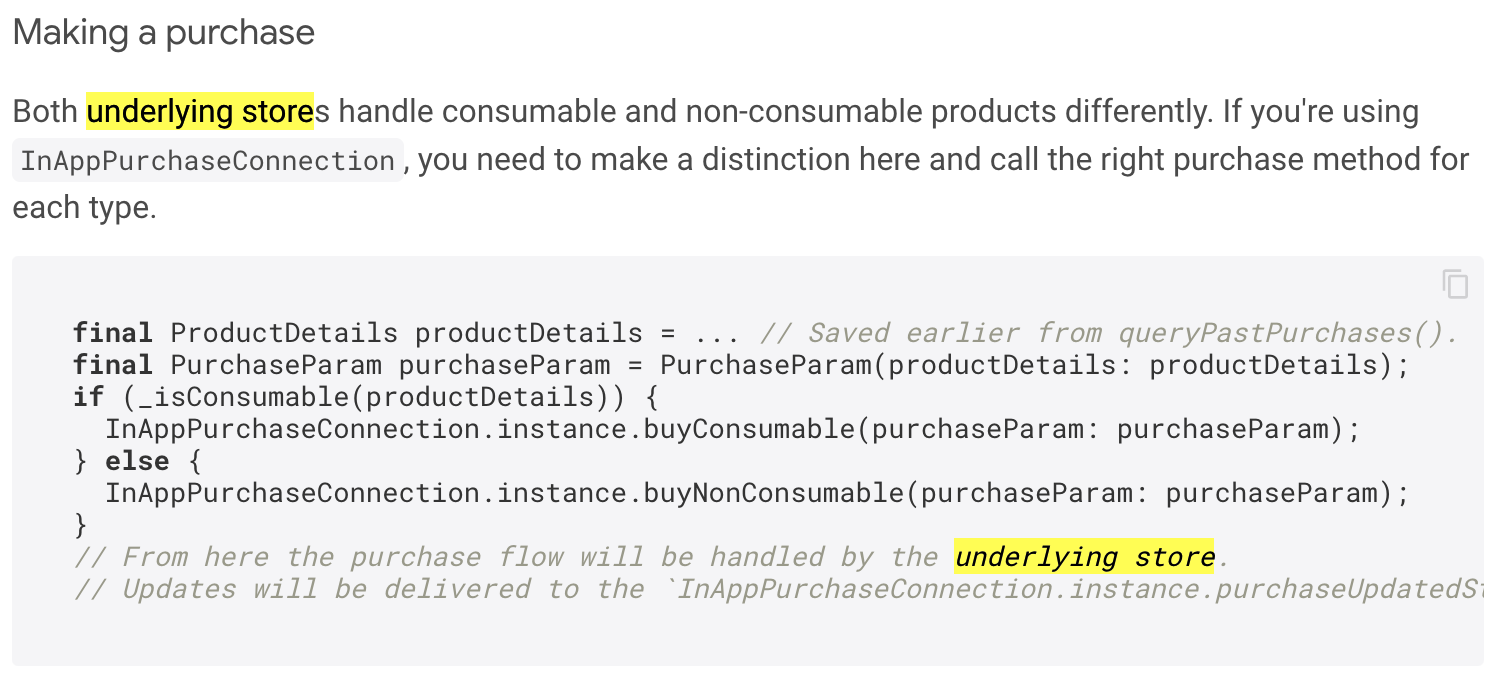 Making a purchase
Both underlying stores handle consumable and non-consumable products differently. If you're using
InAppPurchaseConnection, you need to make a distinction here and call the right purchase method for
each type.
final ProductDetails productDetails = ... // Saved earlier from queryPastPurchases().
final PurchaseParam purchaseParam = PurchaseParam(productDetails: productDetails);
if (_isConsumable(productDetails)) {
  InAppPurchaseConnection.instance.buyConsumable(purchaseParam: purchaseParam);
} else {
  InAppPurchaseConnection.instance.buyNonConsumable(purchaseParam: purchaseParam);
}
// From here the purchase flow will be handled by the underlying store.
// Updates will be delivered to the `InAppPurchaseConnection.instance.purchaseUpdatedSt